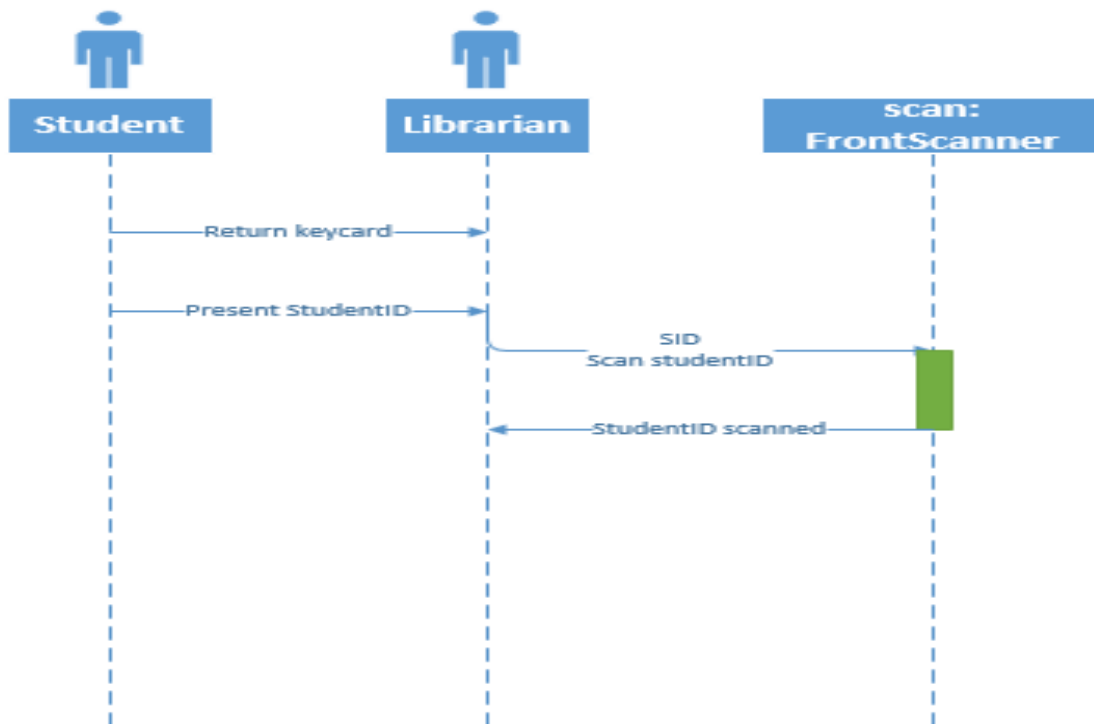 Student
Librarian
scan:
FrontScanner
Return keycard
Present StudentID
SID
Scan studentID
StudentID scanned